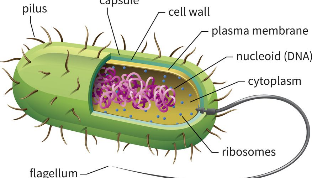 capsule
pilus
cell wall
plasma membrane
nucleoid (DNA)
cytoplasm
ribosomes
flagellum